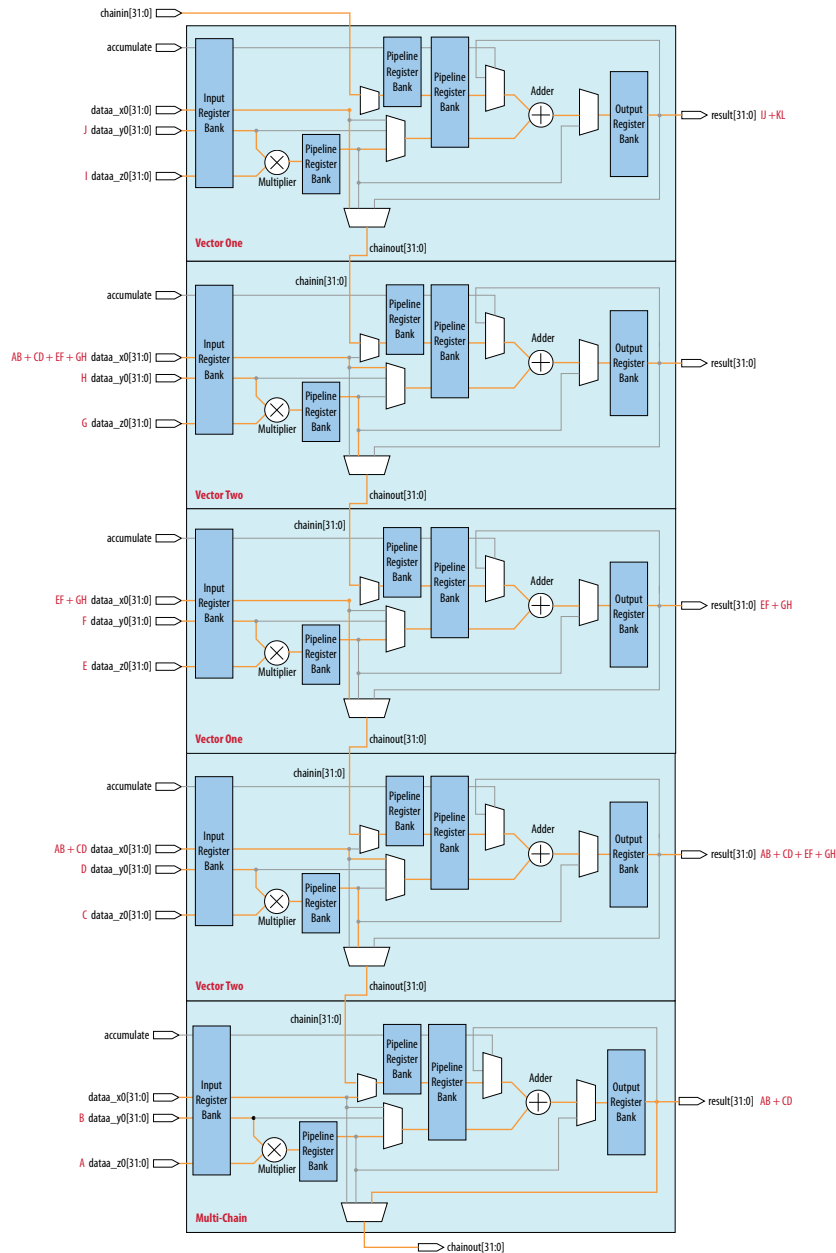 chainin[31:0]
accumulate
Input
Register
Bank
Pipeline
Register
Bank
Pipeline
Register
Bank
Adder
Output
Register
Bank
dataa_x0[31:0]
J dataa_y0[31:0]
I dataa_z0[31:0]
Multiplier
Pipeline
Register
Bank
result[31:0] IJ + KL
Vector One
chainout[31:0]
chainin[31:0]
accumulate
Input
Register
Bank
Pipeline
Register
Bank
Pipeline
Register
Bank
Adder
Output
Register
Bank
AB + CD + EF + GH dataa_x0[31:0]
H dataa_y0[31:0]
G dataa_z0[31:0]
Multiplier
Pipeline
Register
Bank
result[31:0]
Vector Two
chainout[31:0]
chainin[31:0]
accumulate
Input
Register
Bank
Pipeline
Register
Bank
Pipeline
Register
Bank
Adder
Output
Register
Bank
EF + GH dataa_x0[31:0]
F dataa_y0[31:0]
E dataa_z0[31:0]
Multiplier
Pipeline
Register
Bank
result[31:0] EF + GH
Vector One
chainout[31:0]
chainin[31:0]
accumulate
Input
Register
Bank
Pipeline
Register
Bank
Pipeline
Register
Bank
Adder
Output
Register
Bank
AB + CD dataa_x0[31:0]
D dataa_y0[31:0]
C dataa_z0[31:0]
Multiplier
Pipeline
Register
Bank
result[31:0] AB + CD + EF + GH
Vector Two
chainout[31:0]
chainin[31:0]
accumulate
Input
Register
Bank
Pipeline
Register
Bank
Pipeline
Register
Bank
Adder
Output
Register
Bank
dataa_x0[31:0]
B dataa_y0[31:0]
A dataa_z0[31:0]
Multiplier
Pipeline
Register
Bank
result[31:0] AB + CD
Multi-Chain
chainout[31:0]